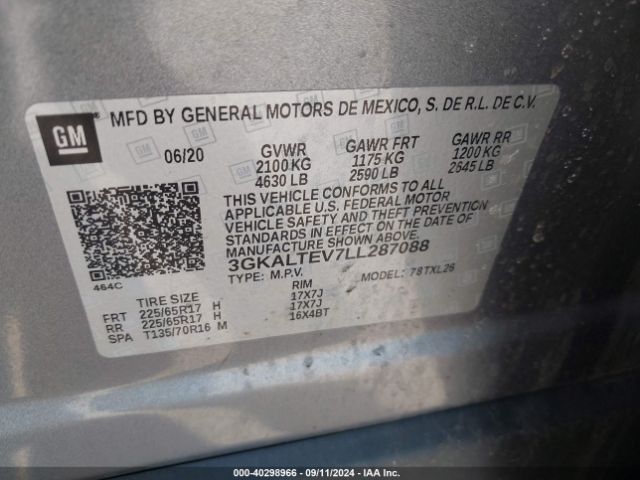 GM
MFD BY GENERAL MOTORS DE MEXICO, S. DE R.L. DE C.V.
06/20 GVWR GAWR FRT GAWR RR
2100 KG 1175 KG 1200 KG
4630 LB 2590 LB 2645 LB
THIS VEHICLE CONFORMS TO ALL
APPLICABLE U.S. FEDERAL MOTOR
VEHICLE SAFETY AND THEFT PREVENTION
STANDARDS IN EFFECT ON THE DATE OF
MANUFACTURE SHOWN ABOVE.
3GKALTEV7LL287088
TYPE: M.P.V. MODEL: 78TXL26
464C
TIRE SIZE RIM
FRT 225/65R17 H 17X7J
RR 225/65R17 H 17X7J
SPA T135/70R16 M 16X4BT
000-40298966 - 09/11/2024 - IAA Inc.